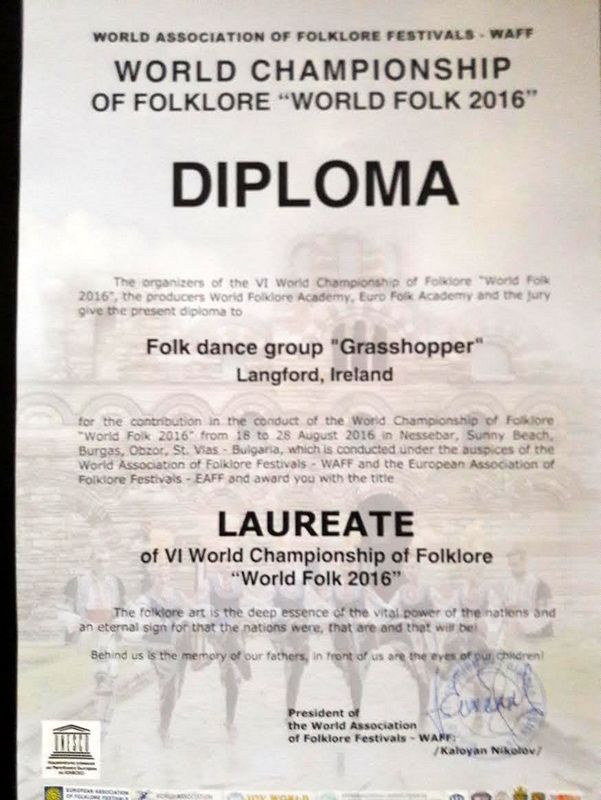 WORLD ASSOCIATION OF FOLKLORE FESTIVALS - WAFF
WORLD CHAMPIONSHIP
OF FOLKLORE “WORLD FOLK 2016”
DIPLOMA
The organizers of the VI World Championship of Folklore "World Folk
2016", the producers World Folklore Academy, Euro Folk Academy and the jury
give the present diploma to
Folk dance group "Grasshopper"
Langford, Ireland
for the contribution in the conduct of the World Championship of Folklore
"World Folk 2016" from 18 to 28 August 2016 in Nessebar, Sunny Beach,
Burgas, Obzor, St. Vlas - Bulgaria, which is conducted under the auspices of the
World Association of Folklore Festivals - WAFF and the European Association of
Folklore Festivals - EAFF and award you with the title
LAUREATE
of VI World Championship of Folklore
“World Folk 2016”
The folklore art is the deep essence of the vital power of the nations and
an eternal sign for that the nations were, that are and that will be!
Behind us is the memory of our fathers, in front of us are the eyes of our children!
President of
the World Association
of Folklore Festivals - WAFF:
/Kaloyan Nikolov/
UNESCO
EUROPEAN ASSOCIATION
OF FOLKLORE FESTIVALS
WORLD ASSOCIATION